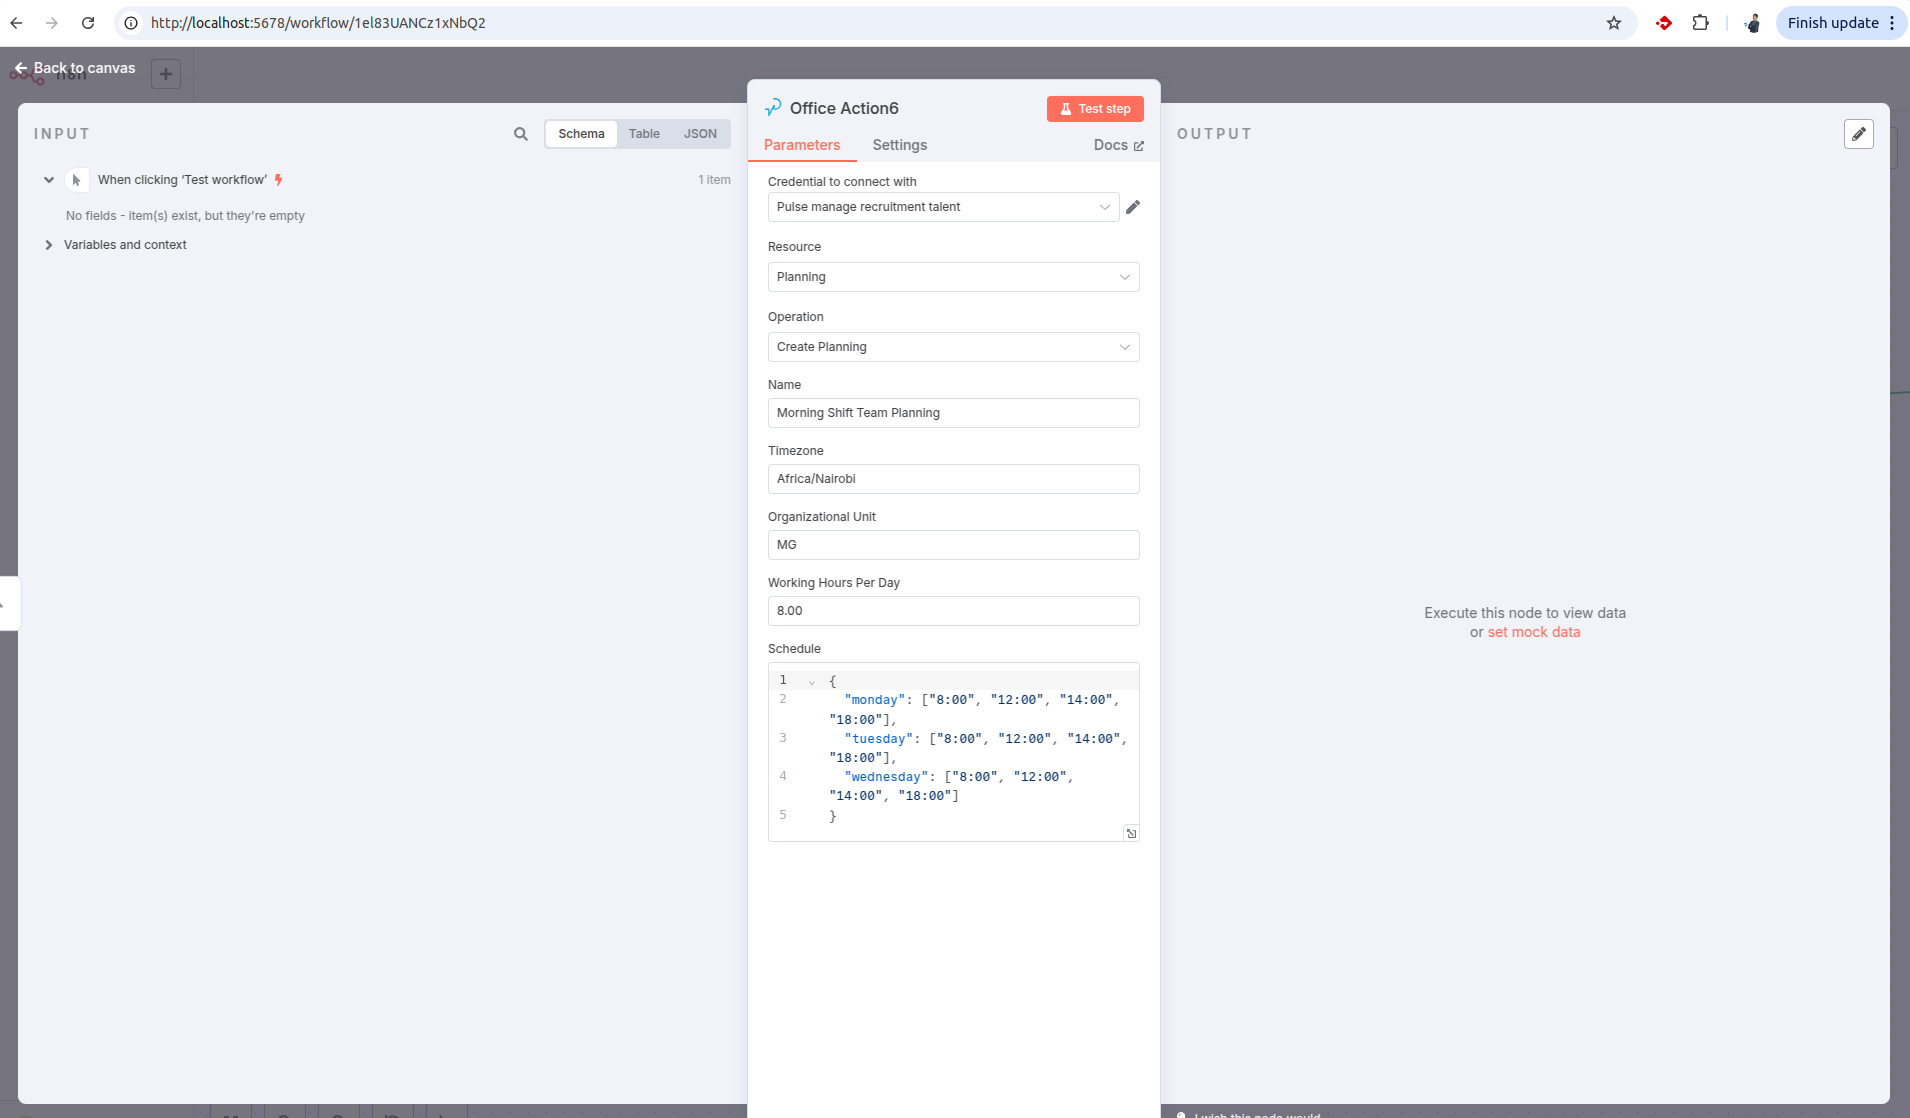 http://localhost:5678/workflow/1el83UANCz1xNbQ2
Finish update
Back to canvas
n8n
INPUT
Schema
Table
JSON
When clicking ‘Test workflow’
1 item
No fields - item(s) exist, but they're empty
Variables and context
Office Action6
Test step
Parameters
Settings
Docs
Credential to connect with
Pulse manage recruitment talent
Resource
Planning
Operation
Create Planning
Name
Morning Shift Team Planning
Timezone
Africa/Nairobi
Organizational Unit
MG
Working Hours Per Day
8.00
Schedule
1 {
2 "monday": ["8:00", "12:00", "14:00",
"18:00"],
3 "tuesday": ["8:00", "12:00", "14:00",
"18:00"],
4 "wednesday": ["8:00", "12:00",
"14:00", "18:00"]
5 }
OUTPUT
Execute this node to view data
or set mock data
I wish this node would